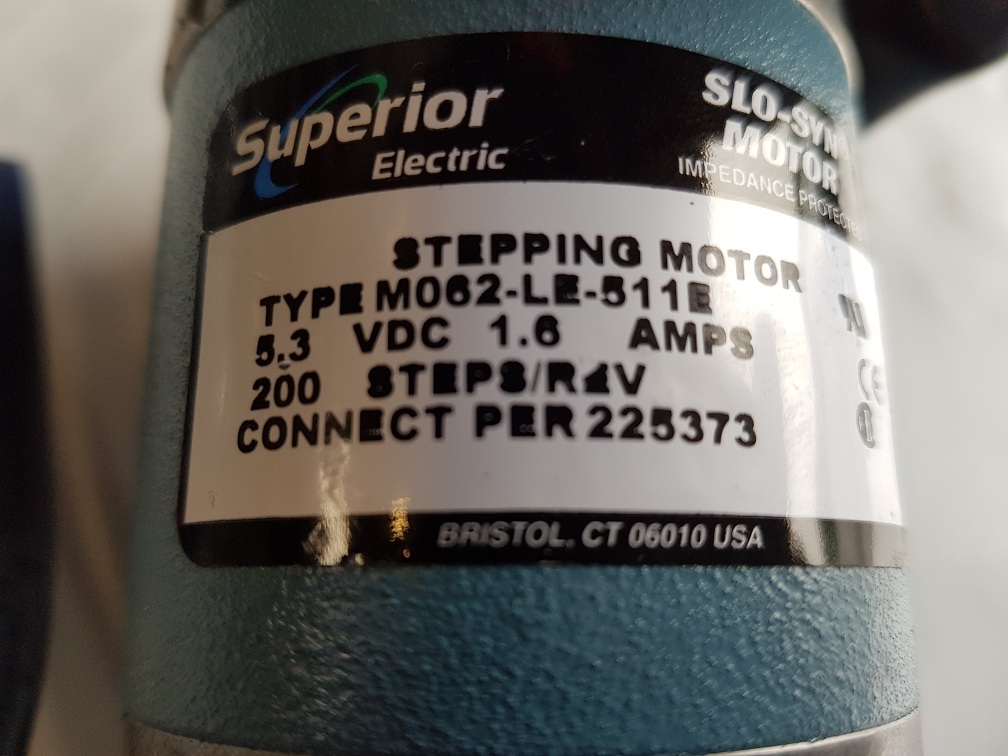 Superior
Electric
SLO-SYN
MOTOR
IMPEDANCE PROTECTED
STEPPING MOTOR
TYPE M062-LE-511E
5.3 VDC 1.6 AMPS
200 STEPS/REV
CONNECT PER 225373
CE
BRISTOL, CT 06010 USA